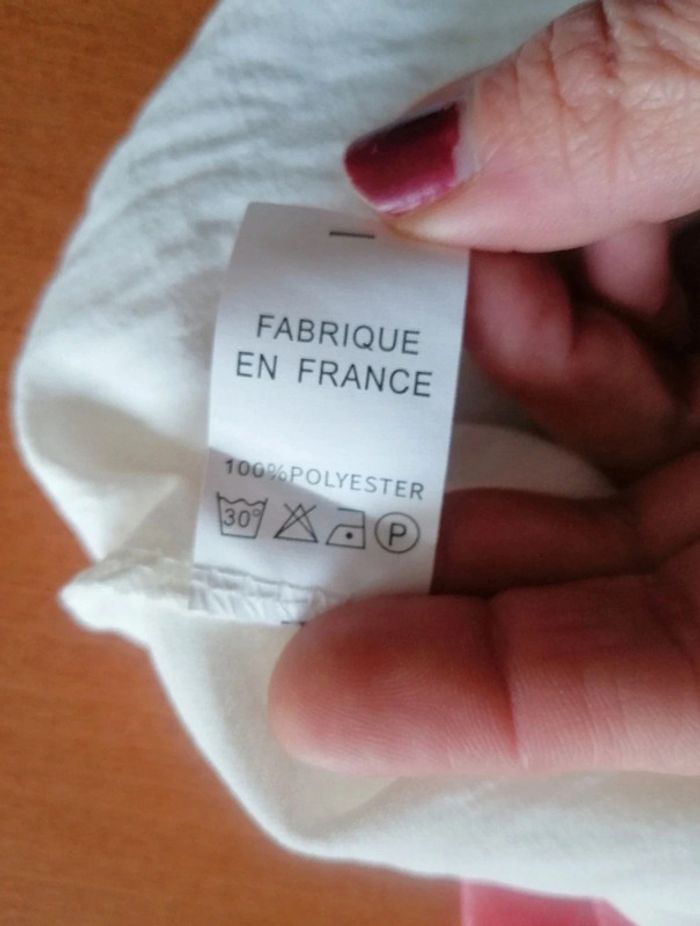 FABRIQUE
EN FRANCE
100%POLYESTER
30° P